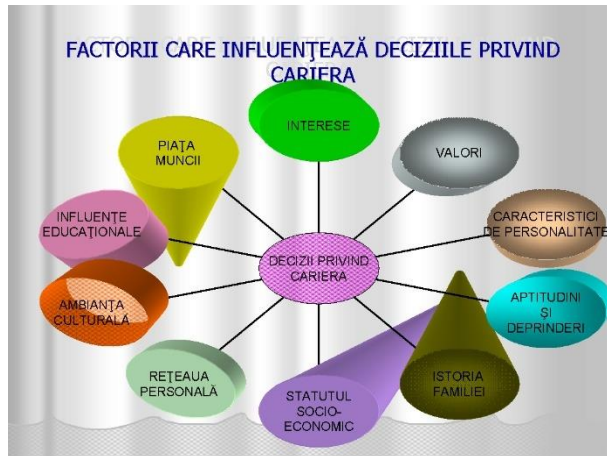 FACTORII CARE INFLUENŢEAZĂ DECIZIILE PRIVIND
CARIERA
INTERESE
PIAŢA
MUNCII
VALORI
INFLUENŢE
EDUCAŢIONALE
CARACTERISTICI
DE PERSONALITATE
DECIZII PRIVIND
CARIERA
AMBIANŢA
CULTURALĂ
APTITUDINI
ŞI
DEPRINDERI
REŢEAUA
PERSONALĂ
STATUTUL
SOCIO-
ECONOMIC
ISTORIA
FAMILIEI